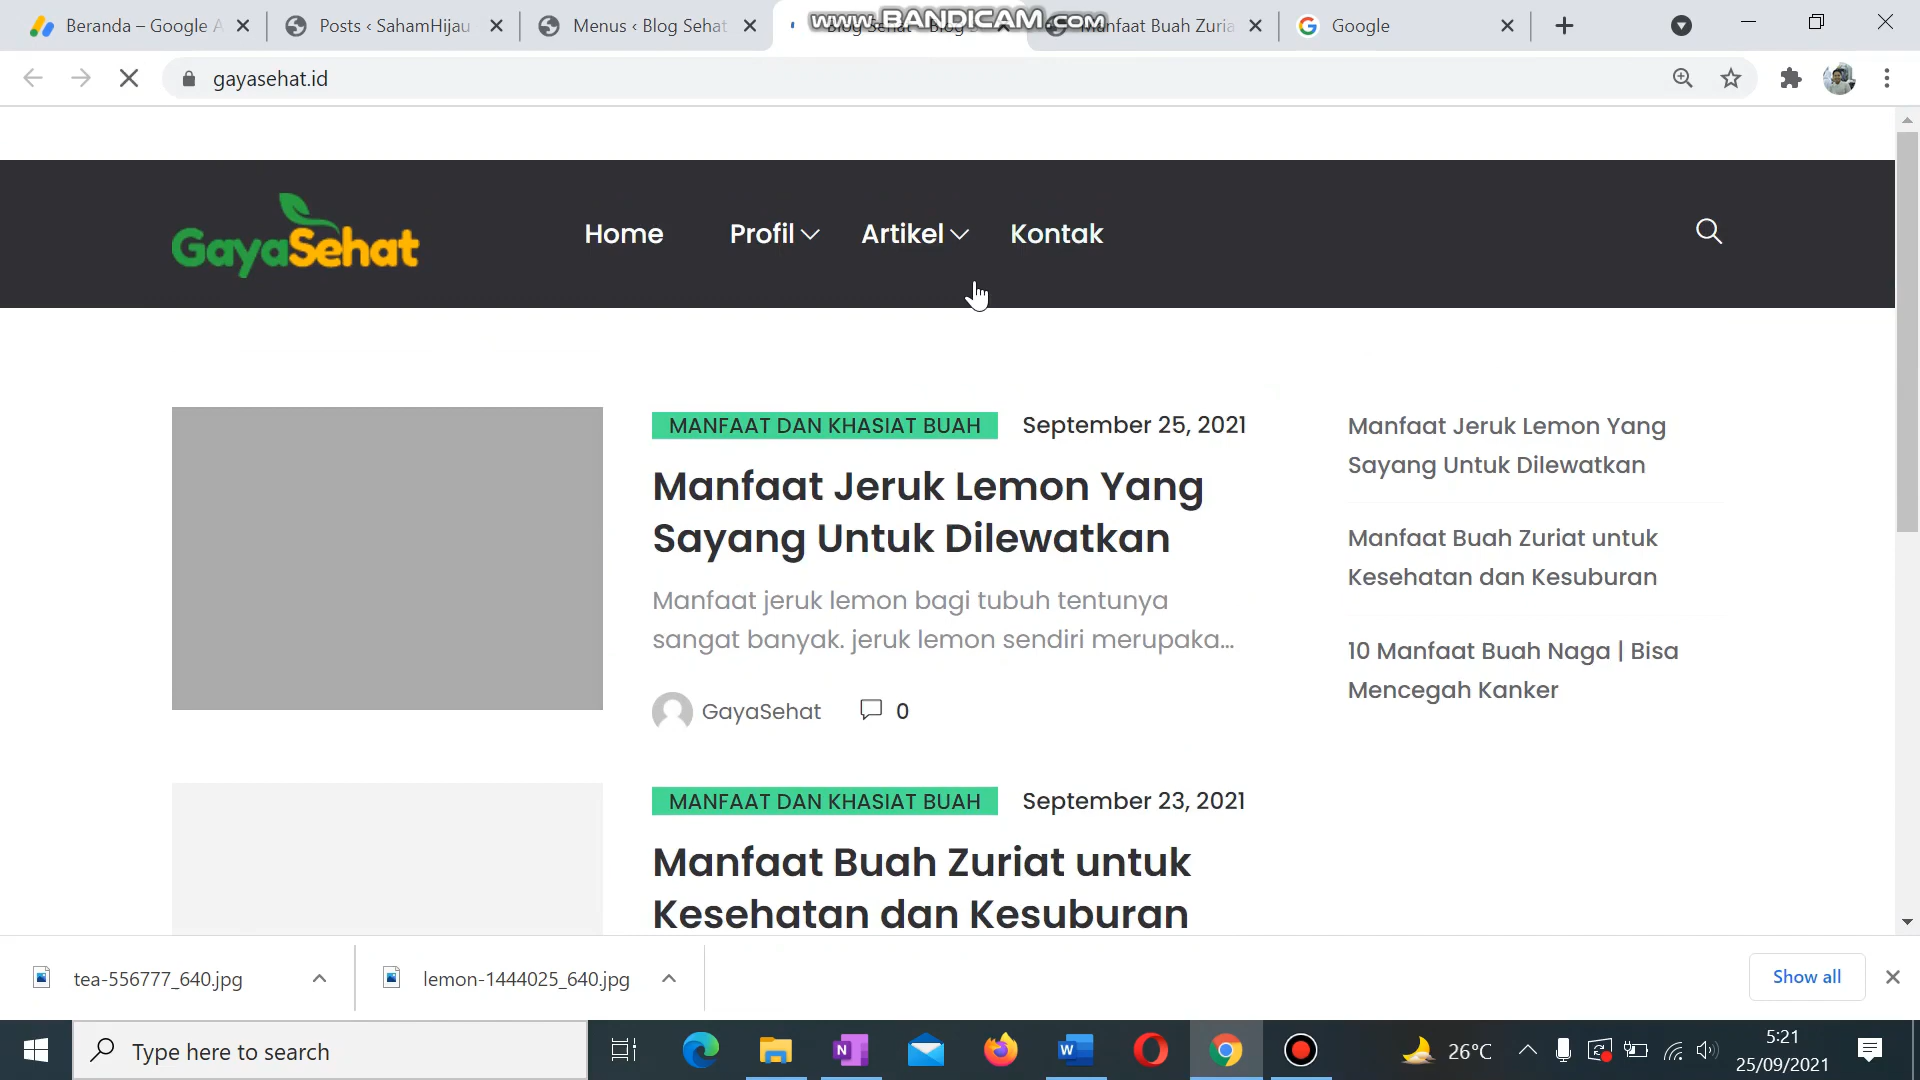 Beranda – Google A
Posts ‹ SahamHijau
Menus ‹ Blog Sehat
Blog Sehat - Blog S
Manfaat Buah Zuria
Google
www.BANDICAM.com
gayasehat.id
GayaSehat
Home
Profil
Artikel
Kontak
MANFAAT DAN KHASIAT BUAH
September 25, 2021
Manfaat Jeruk Lemon Yang
Sayang Untuk Dilewatkan
Manfaat jeruk lemon bagi tubuh tentunya
sangat banyak. jeruk lemon sendiri merupaka...
GayaSehat
0
MANFAAT DAN KHASIAT BUAH
September 23, 2021
Manfaat Buah Zuriat untuk
Kesehatan dan Kesuburan
Manfaat Jeruk Lemon Yang
Sayang Untuk Dilewatkan
Manfaat Buah Zuriat untuk
Kesehatan dan Kesuburan
10 Manfaat Buah Naga | Bisa
Mencegah Kanker
tea-556777_640.jpg
lemon-1444025_640.jpg
Show all
Type here to search
26°C
5:21
25/09/2021